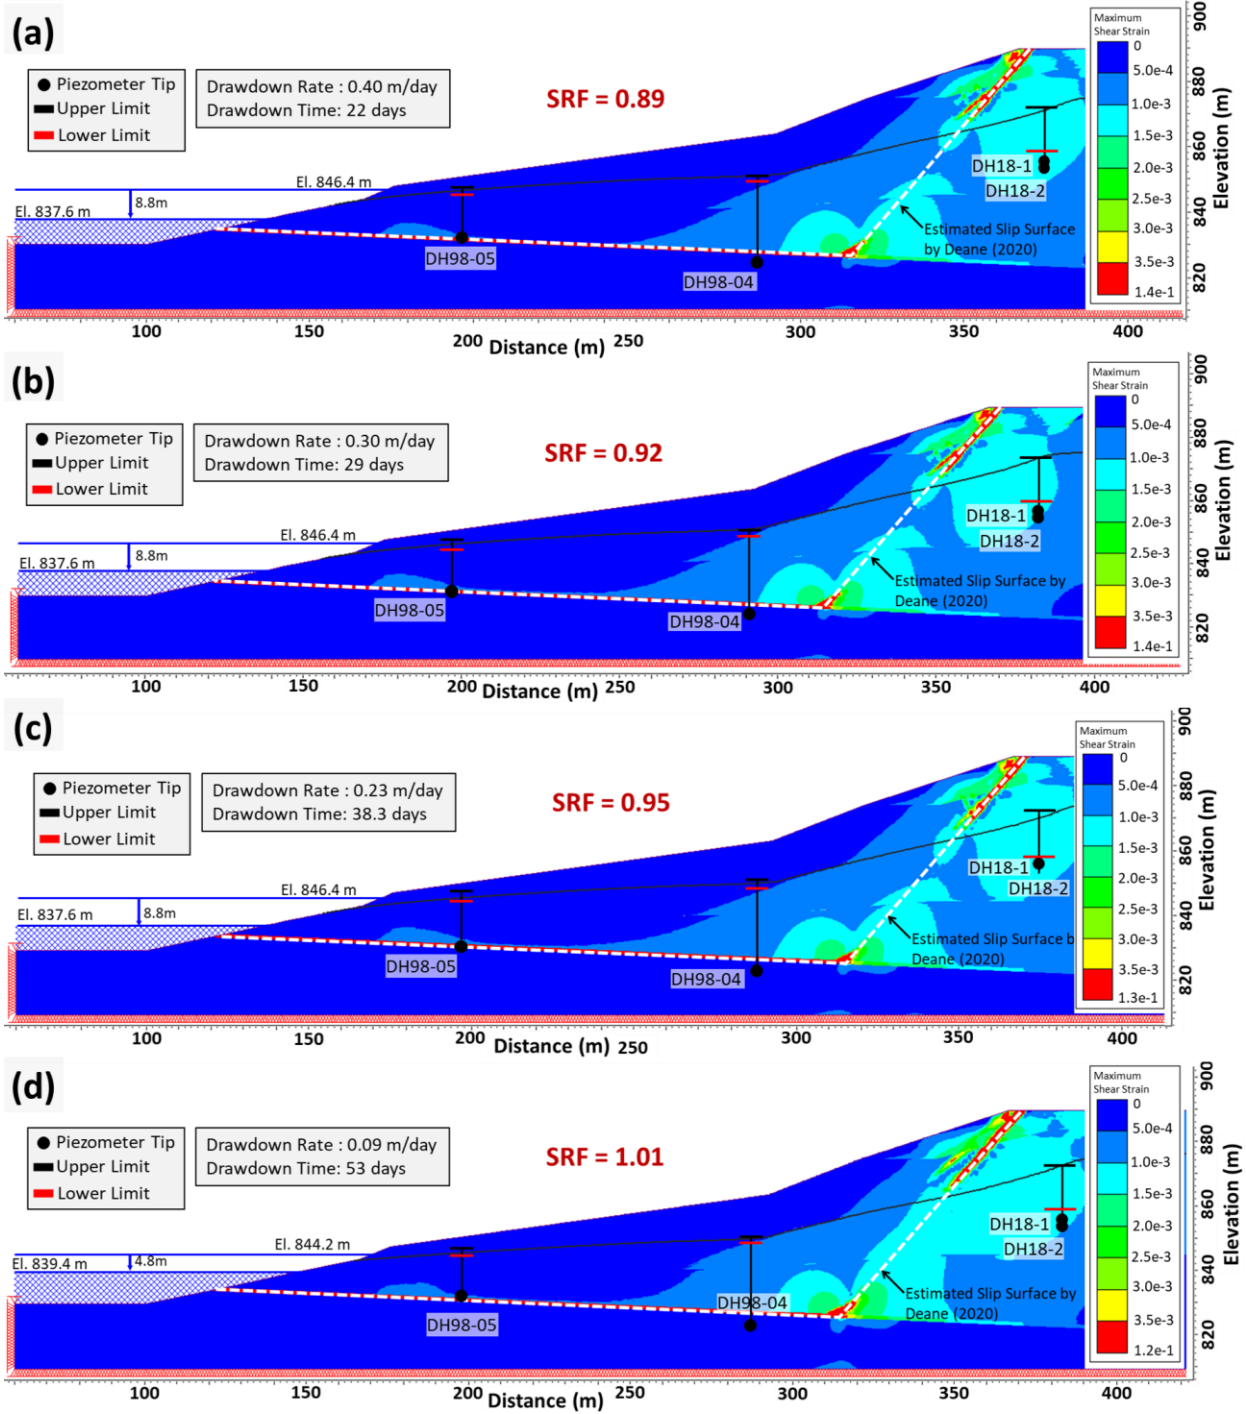 (a)
Piezometer Tip
Upper Limit
Lower Limit
Drawdown Rate : 0.40 m/day
Drawdown Time: 22 days
SRF = 0.89
El. 846.4 m
El. 837.6 m
8.8m
DH98-05
DH98-04
DH18-1
DH18-2
Estimated Slip Surface
by Deane (2020)
Maximum
Shear Strain
0
5.0e-4
1.0e-3
1.5e-3
2.0e-3
2.5e-3
3.0e-3
3.5e-3
1.4e-1
900
880
860
840
820
Elevation (m)
100
150
200
250
300
350
400
Distance (m)
(b)
Piezometer Tip
Upper Limit
Lower Limit
Drawdown Rate : 0.30 m/day
Drawdown Time: 29 days
SRF = 0.92
El. 846.4 m
El. 837.6 m
8.8m
DH98-05
DH98-04
DH18-1
DH18-2
Estimated Slip Surface by
Deane (2020)
Maximum
Shear Strain
0
5.0e-4
1.0e-3
1.5e-3
2.0e-3
2.5e-3
3.0e-3
3.5e-3
1.4e-1
900
880
860
840
820
Elevation (m)
100
150
200
250
300
350
400
Distance (m)
(c)
Piezometer Tip
Upper Limit
Lower Limit
Drawdown Rate : 0.23 m/day
Drawdown Time: 38.3 days
SRF = 0.95
El. 846.4 m
El. 837.6 m
8.8m
DH98-05
DH98-04
DH18-1
DH18-2
Estimated Slip Surface b
Deane (2020)
Maximum
Shear Strain
0
5.0e-4
1.0e-3
1.5e-3
2.0e-3
2.5e-3
3.0e-3
3.5e-3
1.3e-1
900
880
860
840
820
Elevation (m)
100
150
200
250
300
350
400
Distance (m)
(d)
Piezometer Tip
Upper Limit
Lower Limit
Drawdown Rate : 0.09 m/day
Drawdown Time: 53 days
SRF = 1.01
El. 844.2 m
El. 839.4 m
4.8m
DH98-05
DH98-04
DH18-1
DH18-2
Estimated Slip Surface by
Deane (2020)
Maximum
Shear Strain
0
5.0e-4
1.0e-3
1.5e-3
2.0e-3
2.5e-3
3.0e-3
3.5e-3
1.2e-1
900
880
860
840
820
Elevation (m)
100
150
200
250
300
350
400
Distance (m)